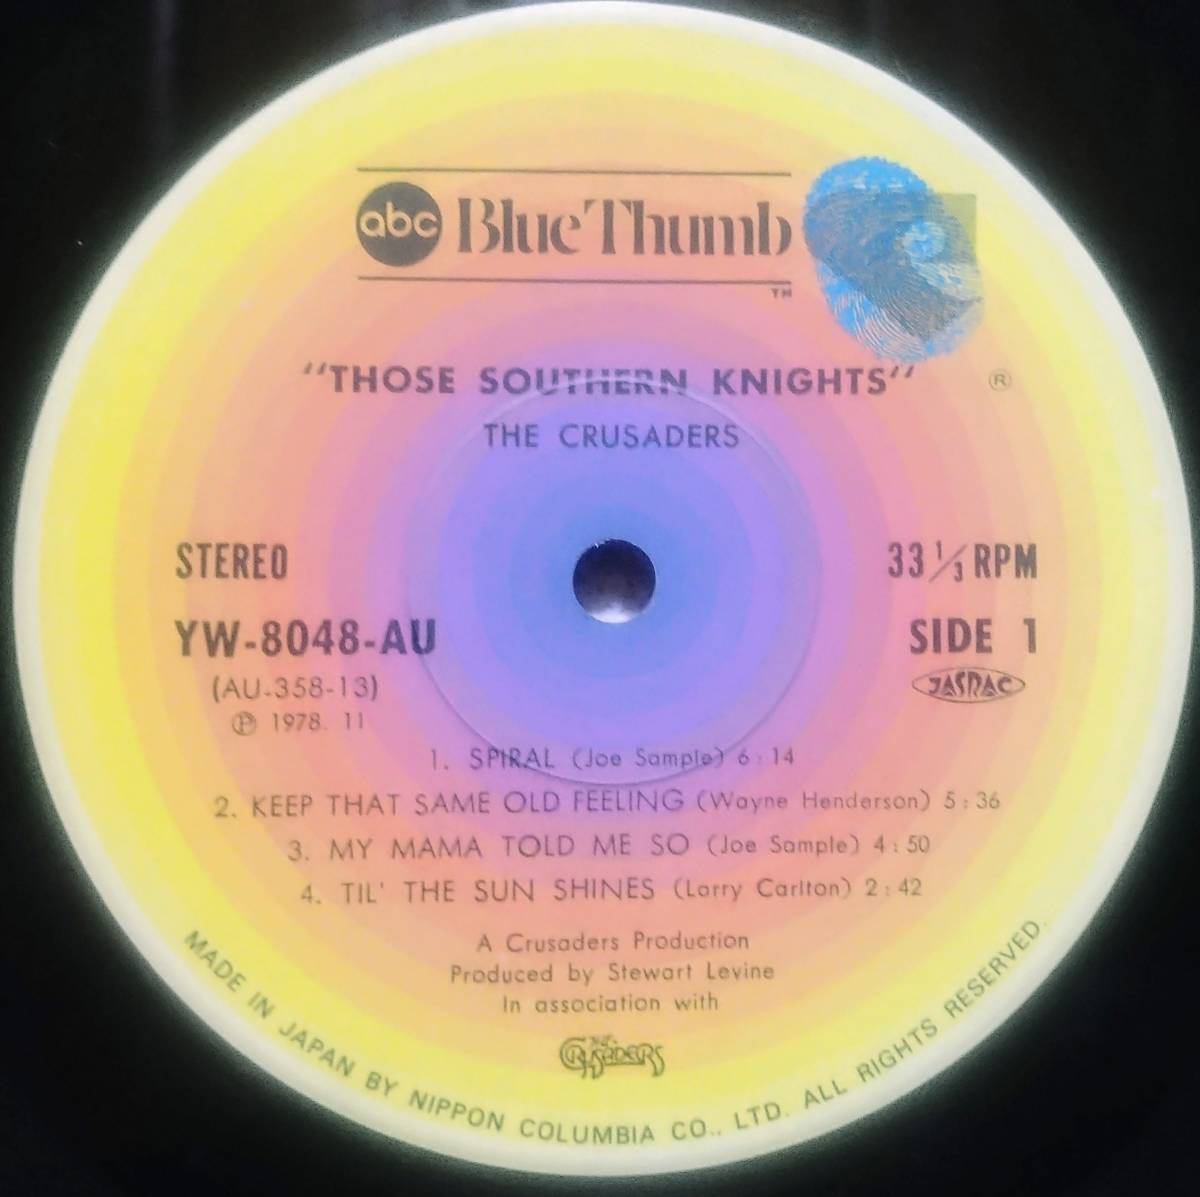 abc Blue Thumb
TM
"THOSE SOUTHERN KNIGHTS" ®
THE CRUSADERS
STEREO
33 1/3 RPM
YW-8048-AU
SIDE 1
(AU-358-13)
JASRAC
℗ 1978. 11
1. SPIRAL (Joe Sample) 6:14
2. KEEP THAT SAME OLD FEELING (Wayne Henderson) 5:36
3. MY MAMA TOLD ME SO (Joe Sample) 4:50
4. TIL' THE SUN SHINES (Larry Carlton) 2:42
A Crusaders Production
Produced by Stewart Levine
In association with
THE CRUSADERS
MADE IN JAPAN BY NIPPON COLUMBIA CO., LTD. ALL RIGHTS RESERVED.